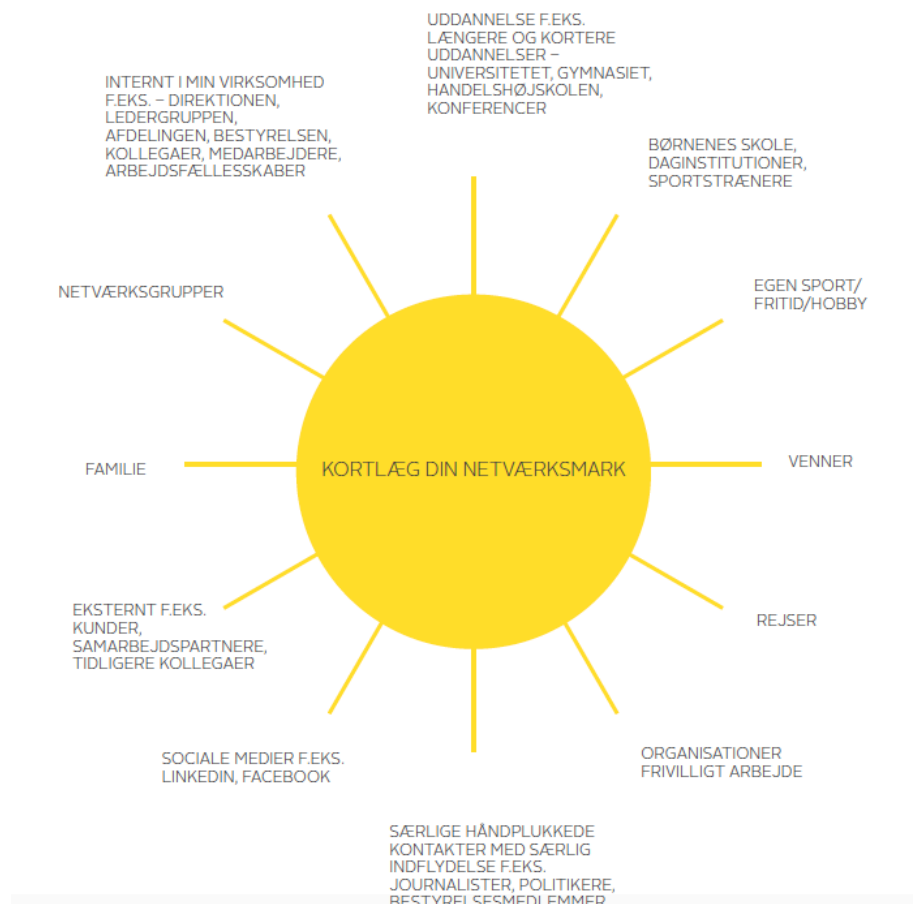 UDDANNELSE F.EKS.
LÆNGERE OG KORTERE
UDDANNELSER –
UNIVERSITETET, GYMNASIET,
HANDELSHØJSKOLEN,
KONFERENCER
INTERNT I MIN VIRKSOMHED
F.EKS. – DIREKTIONEN,
LEDERGRUPPEN,
AFDELINGEN, BESTYRELSEN,
KOLLEGAER, MEDARBEJDERE,
ARBEJDSFÆLLESSKABER
BØRNENES SKOLE,
DAGINSTITUTIONER,
SPORTSTRÆNERE
NETVÆRKSGRUPPER
EGEN SPORT/
FRITID/HOBBY
FAMILIE
KORTLÆG DIN NETVÆRKSMARK
VENNER
EKSTERNT F.EKS.
KUNDER,
SAMARBEJDSPARTNERE,
TIDLIGERE KOLLEGAER
REJSER
SOCIALE MEDIER F.EKS.
LINKEDIN, FACEBOOK
ORGANISATIONER
FRIVILLIGT ARBEJDE
SÆRLIGE HÅNDPLUKKEDE
KONTAKTER MED SÆRLIG
INDFLYDELSE F.EKS.
JOURNALISTER, POLITIKERE,
BESTYRELSESMEDLEMMER